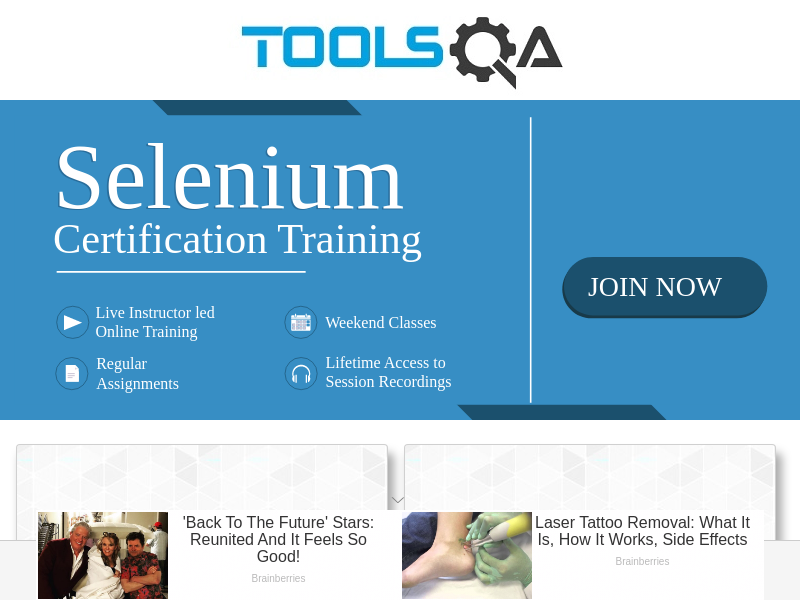 TOOLSQA
Selenium
Certification Training
JOIN NOW
Live Instructor led
Online Training
Weekend Classes
Regular
Assignments
Lifetime Access to
Session Recordings
'Back To The Future' Stars:
Reunited And It Feels So
Good!
Brainberries
Laser Tattoo Removal: What It
Is, How It Works, Side Effects
Brainberries